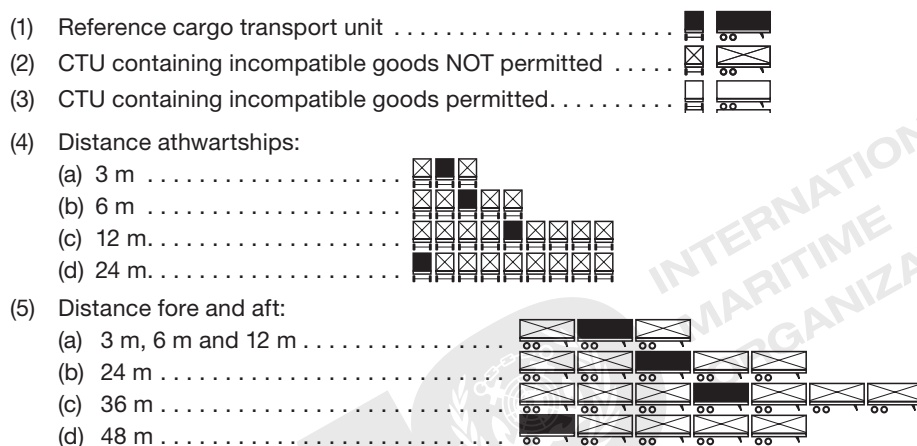 (1) Reference cargo transport unit . . . . . . . . . . . . . . . . . . . . . . .
(2) CTU containing incompatible goods NOT permitted . . . . .
(3) CTU containing incompatible goods permitted. . . . . . . . . .
(4) Distance athwartships:
(a) 3 m . . . . . . . . . . . . . . . . . . . . .
(b) 6 m . . . . . . . . . . . . . . . . . . . . .
(c) 12 m. . . . . . . . . . . . . . . . . . . . .
(d) 24 m. . . . . . . . . . . . . . . . . . . . .
(5) Distance fore and aft:
(a) 3 m, 6 m and 12 m . . . . . . . . . . . . . . . . .
(b) 24 m . . . . . . . . . . . . . . . . . . . . . . . . . . . . .
(c) 36 m . . . . . . . . . . . . . . . . . . . . . . . . . . . . .
(d) 48 m . . . . . . . . . . . . . . . . . . . . . . . . . . . . .
INTERNATION
MARITIME
ORGANIZA